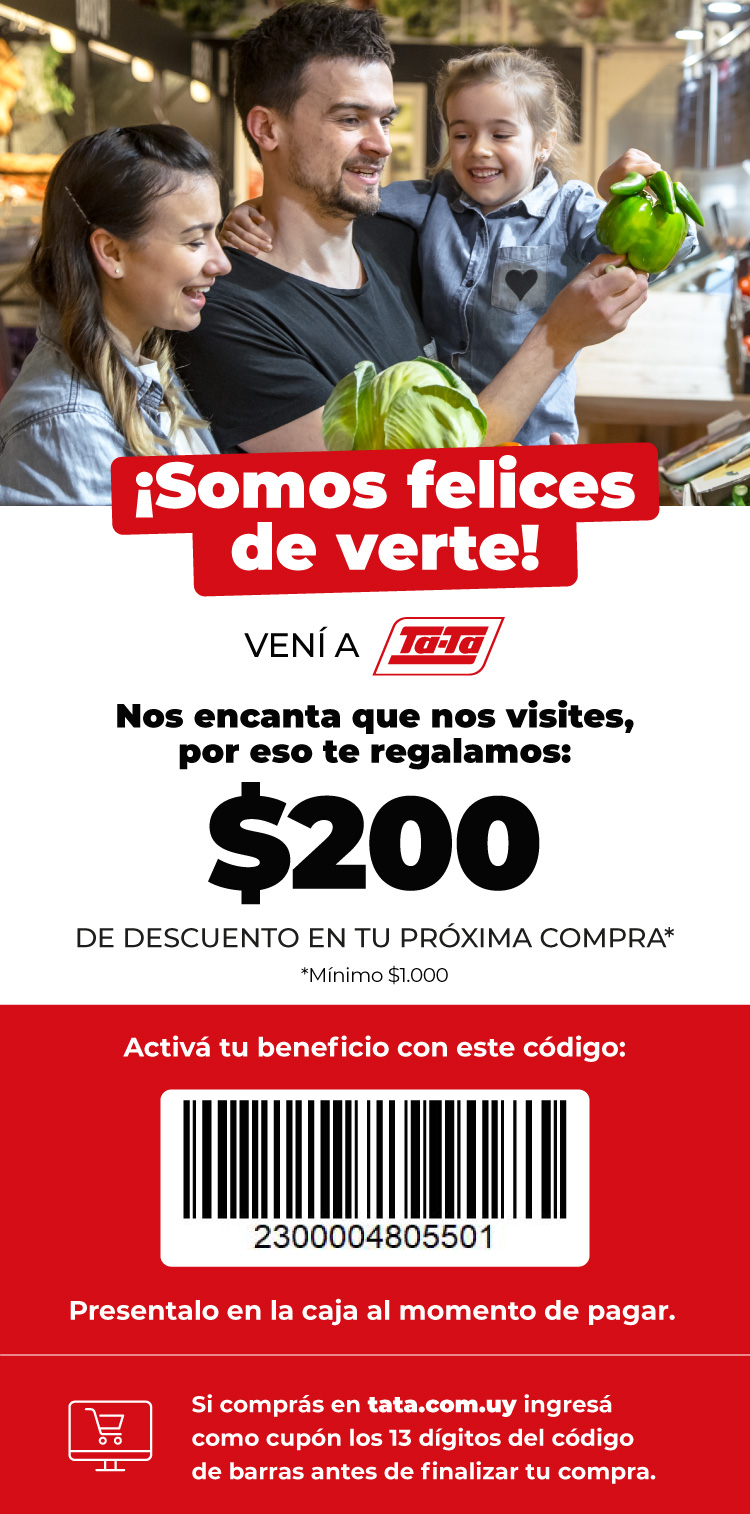 ¡Somos felices
de verte!
VENÍ A Ta-Ta
Nos encanta que nos visites,
por eso te regalamos:
$200
DE DESCUENTO EN TU PRÓXIMA COMPRA*
*Mínimo $1.000
Activá tu beneficio con este código:
2300004805501
Presentalo en la caja al momento de pagar.
Si comprás en tata.com.uy ingresá
como cupón los 13 dígitos del código
de barras antes de finalizar tu compra.